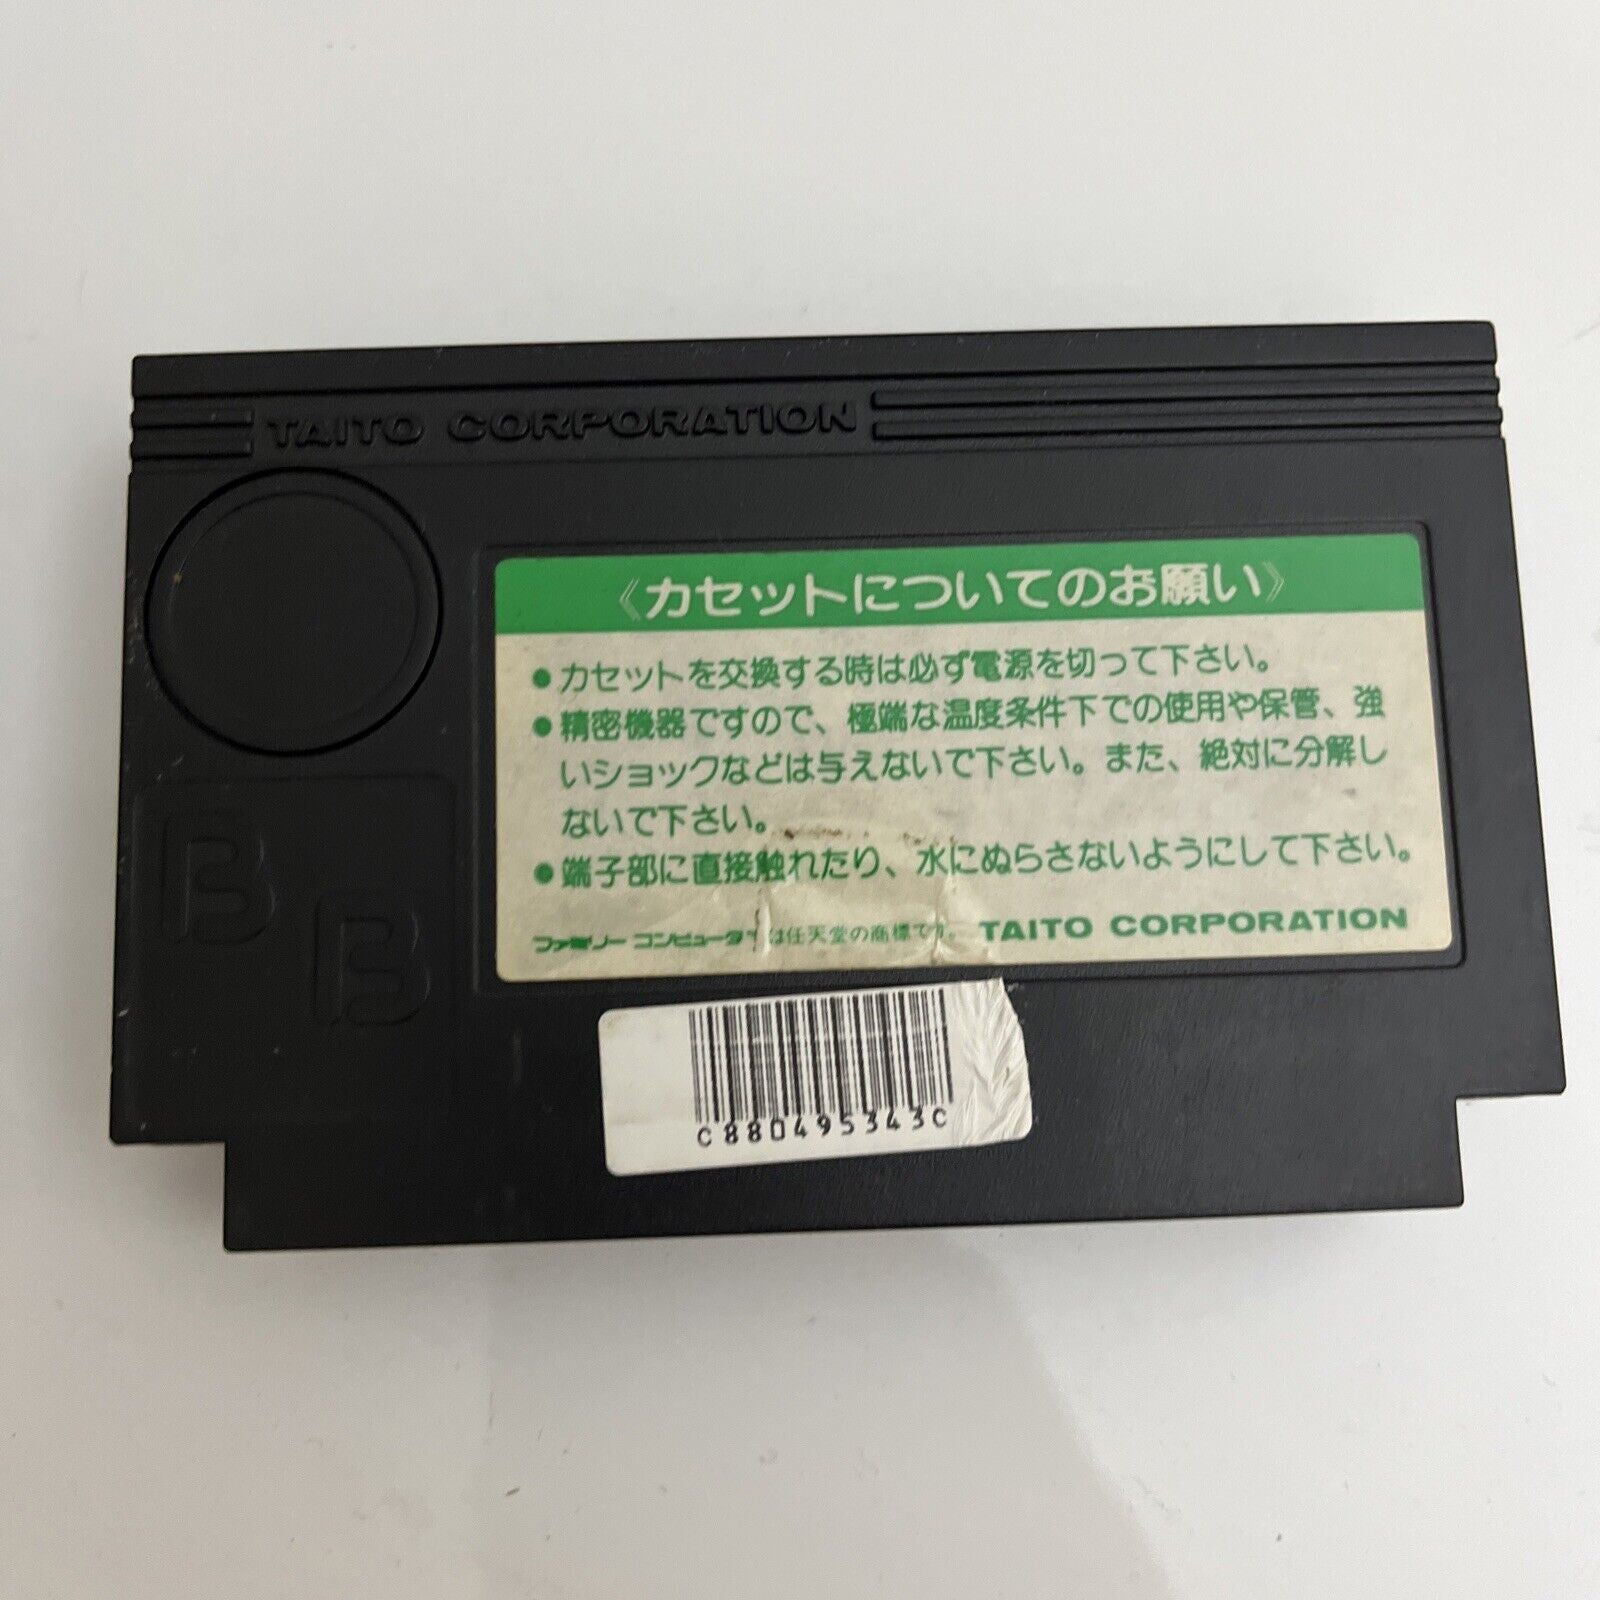 TAITO CORPORATION
《カセットについてのお願い》
●カセットを交換する時は必ず電源を切って下さい。
●精密機器ですので、極端な温度条件下での使用や保管、強
いショックなどは与えないで下さい。また、絶対に分解し
ないで下さい。
●端子部に直接触れたり、水にぬらさないようにして下さい。
ファミリーコンピュータは任天堂の商標です。 TAITO CORPORATION
B
B
C880495343C